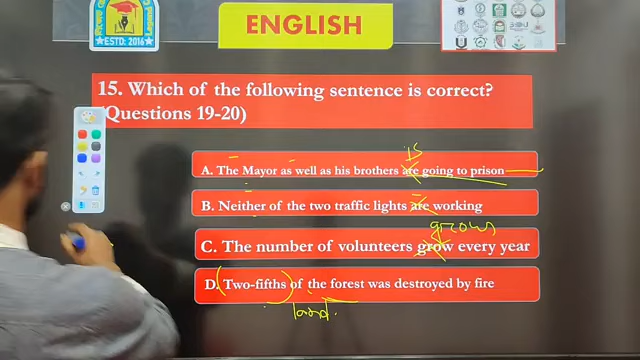 ENGLISH
ESTD: 2016
15. Which of the following sentence is correct?
(Questions 19-20)
is
A. The Mayor as well as his brothers are going to prison
B. Neither of the two traffic lights are working
grows
C. The number of volunteers grow every year
D. Two-fifths of the forest was destroyed by fire
land.